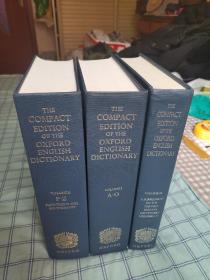 THE
COMPACT
EDITION
OF THE
OXFORD
ENGLISH
DICTIONARY
VOLUME II
P-Z
OXFORD
THE
COMPACT
EDITION
OF THE
OXFORD
ENGLISH
DICTIONARY
VOLUME I
A-O
OXFORD
THE
COMPACT
EDITION
OF THE
OXFORD
ENGLISH
DICTIONARY
OXFORD